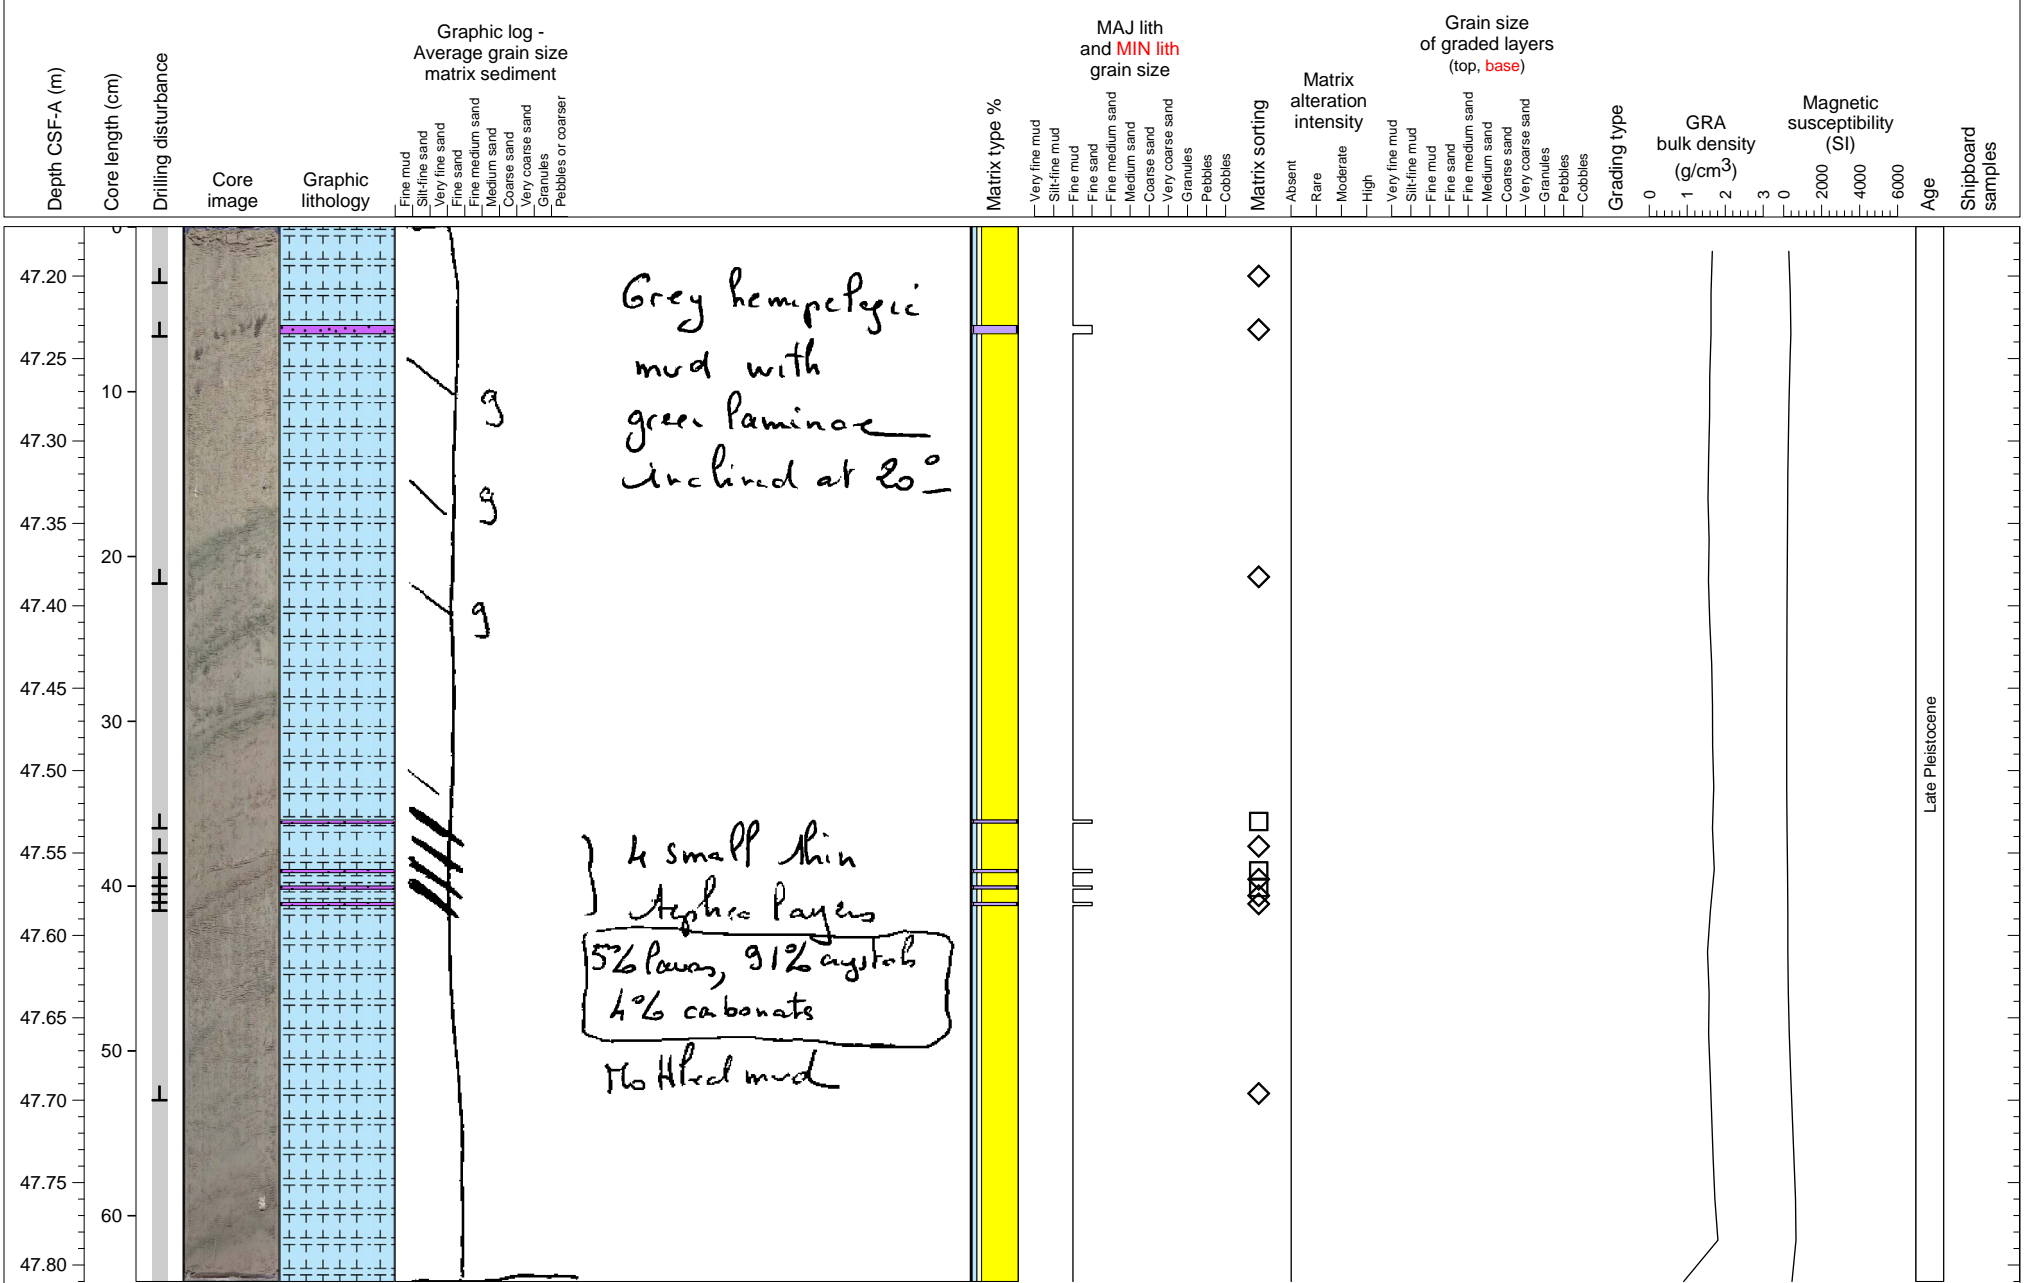 Depth CSF-A (m)
Core length (cm)
Drilling disturbance
Core
image
Graphic
lithology
Graphic log -
Average grain size
matrix sediment
Fine mud
Silt-fine sand
Very fine sand
Fine sand
Fine medium sand
Medium sand
Coarse sand
Very coarse sand
Granules
Pebbles or coarser
Matrix type %
MAJ lith
and MIN lith
grain size
Very fine mud
Silt-fine mud
Fine mud
Fine sand
Fine medium sand
Medium sand
Coarse sand
Very coarse sand
Granules
Pebbles
Cobbles
Matrix sorting
Matrix
alteration
intensity
Absent
Rare
Moderate
High
Grain size
of graded layers
(top, base)
Very fine mud
Silt-fine mud
Fine mud
Fine sand
Fine medium sand
Medium sand
Coarse sand
Very coarse sand
Granules
Pebbles
Cobbles
Grading type
GRA
bulk density
(g/cm3)
0 1 2 3
Magnetic
susceptibility
(SI)
0 2000 4000 6000
Age
Shipboard
samples
0
47.20
47.25
10
47.30
47.35
20
47.40
47.45
30
47.50
47.55
40
47.60
47.65
50
47.70
47.75
60
47.80
g
g
g
Grey hemipelagic
mud with
green laminae
inclined at 20°
4 small thin
tephra layers
5% lavas, 91% crystals
4% carbonats
Mottled mud
Late Pleistocene